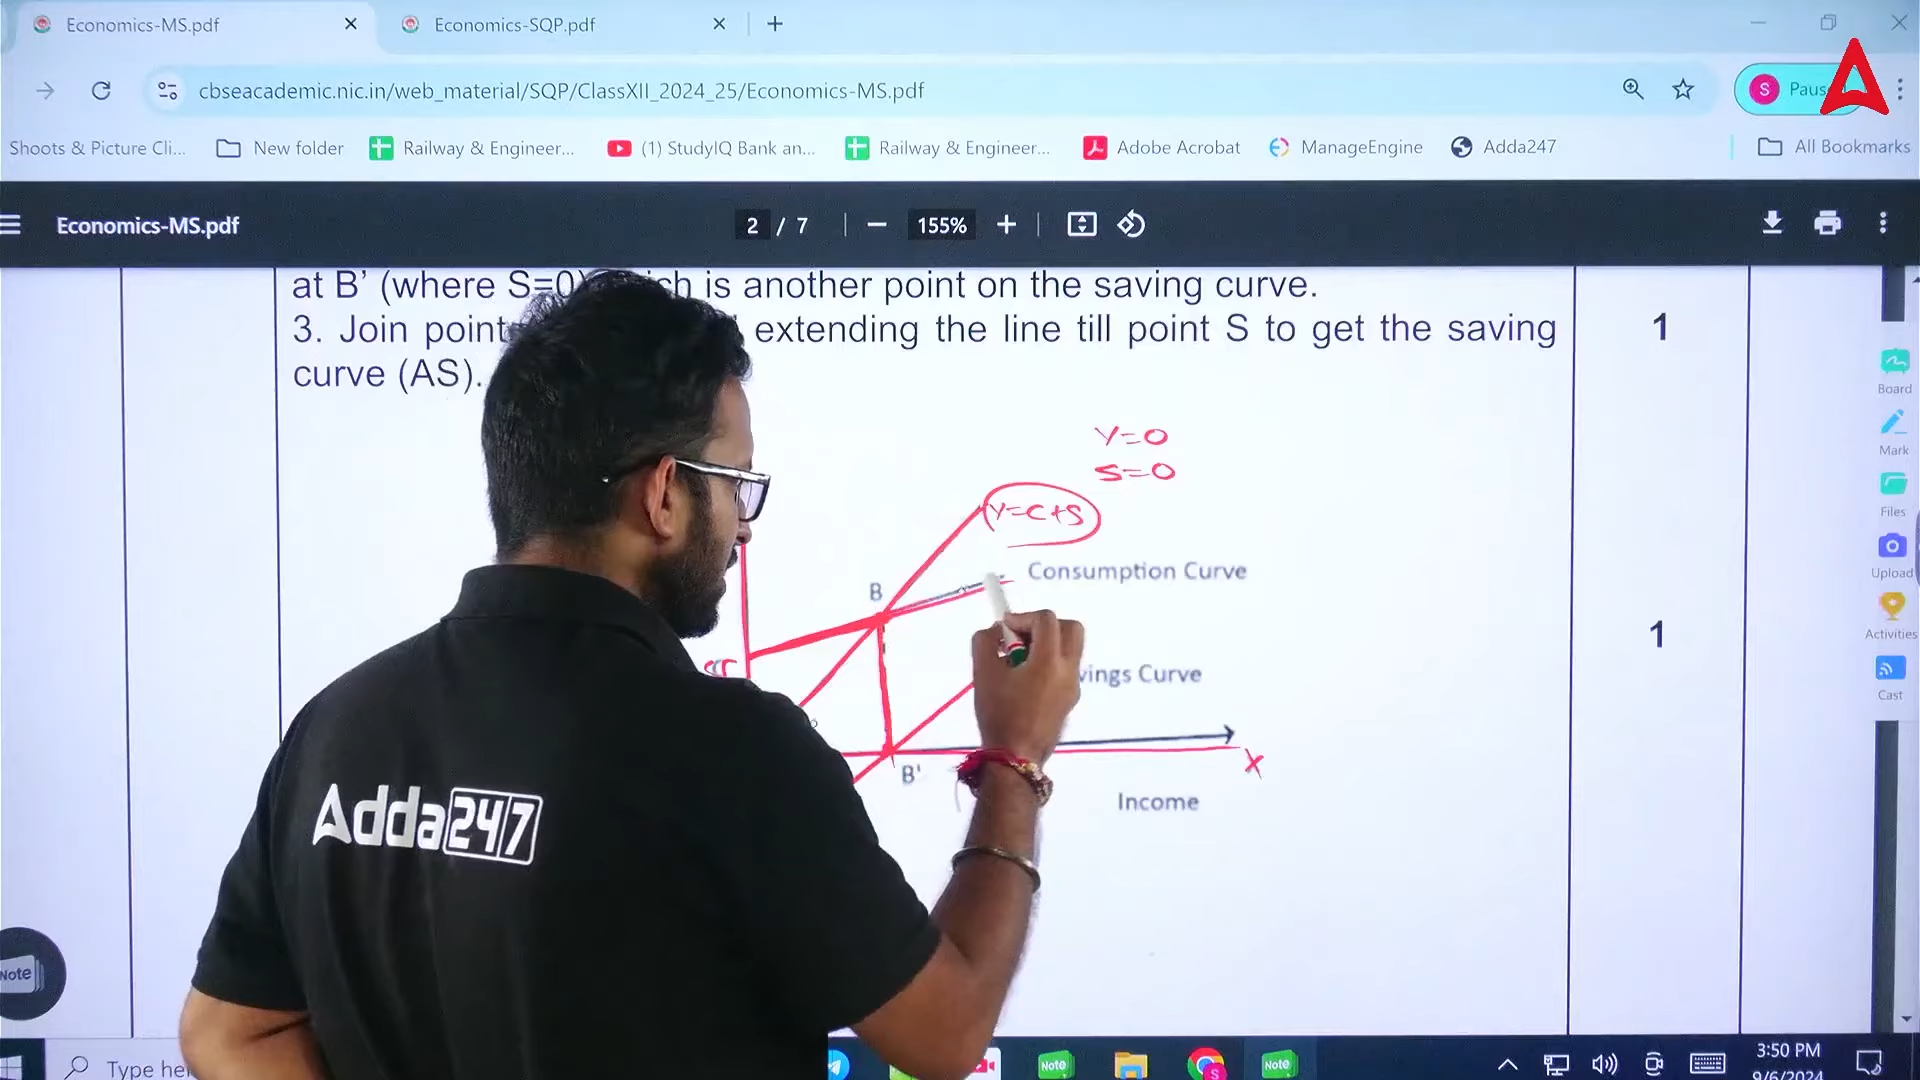 Economics-MS.pdf
Economics-SQP.pdf
cbseacademic.nic.in/web_material/SQP/ClassXII_2024_25/Economics-MS.pdf
S
Shoots & Picture Cli...
New folder
Railway & Engineer...
(1) StudyIQ Bank an...
Railway & Engineer...
Adobe Acrobat
ManageEngine
Adda247
All Bookmarks
Economics-MS.pdf
2 / 7
155%
at B’ (where S=0) is another point on the saving curve.
3. Join extending the line till point S to get the saving 1
curve (AS).
Y=0
S=0
Y=C+S
Consumption Curve
B
1
Curve
X
B'
Income
Adda247
Board
Mark
Files
Upload
Activities
Cast
Note
Type
Note
S
Note
3:50 PM